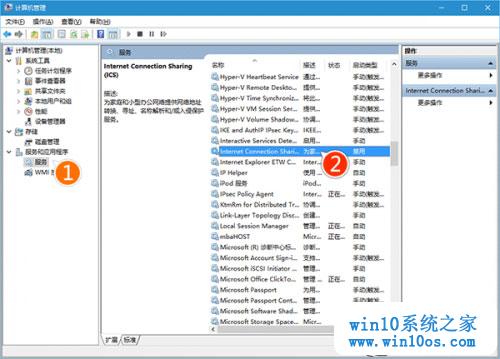 计算机管理
文件(F) 操作(A) 查看(V) 帮助(H)
计算机管理(本地)
系统工具
任务计划程序
事件查看器
共享文件夹
本地用户和组
性能
设备管理器
存储
磁盘管理
服务和应用程序
服务
WMI
1
服务
Internet Connection Sharing (ICS)
描述:
为家庭和小型办公网络提供网络地址转换、寻址、名称解析和/或入侵保护服务。
名称 描述 状态 启动类型
Hyper-V Heartbeat Service 通过... 手动(触发...
Hyper-V Remote Desktop... 提供... 手动(触发...
Hyper-V Time Synchronizi... 将此... 手动(触发...
Hyper-V VM Session Service 提供... 手动(触发...
Hyper-V 协调... 手动(触发...
IKE and AuthIP IPsec Key... IKE... 手动(触发...
Interactive Services Dete... 启用... 手动
Internet Connection Shari... 为家... 禁用
Internet Explorer ETW C... Inter... 手动
IP Helper 使用 ... 自动
iPod 服务 iPod ... 手动
IPsec Policy Agent Inter... 正在... 手动(触发...
KtmRm for Distributed Tr... 协调... 手动(触发...
Link-Layer Topology Disc... 创建... 手动
Local Session Manager 管理... 正在... 自动
mbaHOST Micr... 正在... 自动
Microsoft (R) 诊断中心标... 诊断... 手动
Microsoft Account Sign-i... 支持... 手动(触发...
Microsoft iSCSI Initiator ... 管理... 手动
Microsoft Office ClickTo... 管理... 正在... 自动
Microsoft Passport 为用... 手动(触发...
Microsoft Passport Cont... 管理... 手动(触发...
Microsoft Software Shad... 管理... 手动
Microsoft Storage Space... Micr... 手动
2
扩展 标准
操作
服务
更多操作
Internet Connection Shari...
更多操作
win10系统之家
www.win10os.com